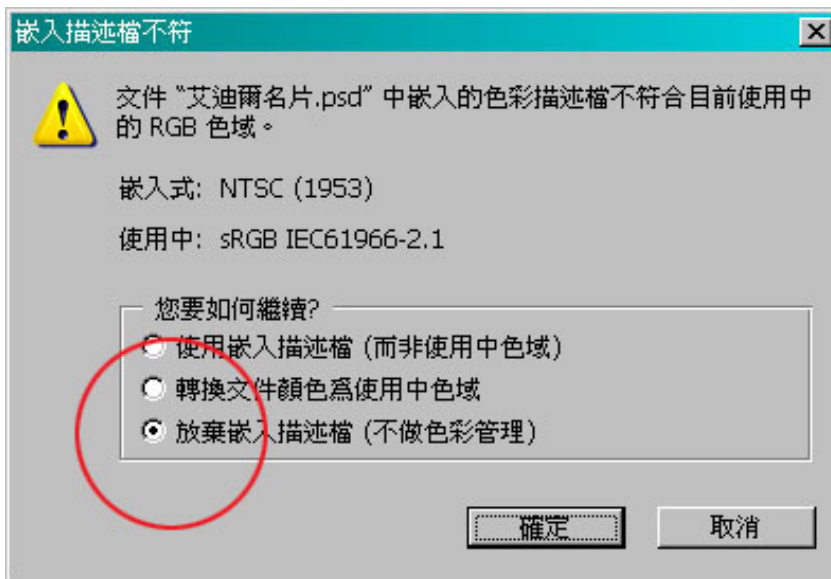 嵌入描述檔不符
文件 "艾迪爾名片.psd" 中嵌入的色彩描述檔不符合目前使用中
的 RGB 色域。
嵌入式: NTSC (1953)
使用中: sRGB IEC61966-2.1
您要如何繼續?
使用嵌入描述檔 (而非使用中色域)
轉換文件顏色爲使用中色域
放棄嵌入描述檔 (不做色彩管理)
確定 取消